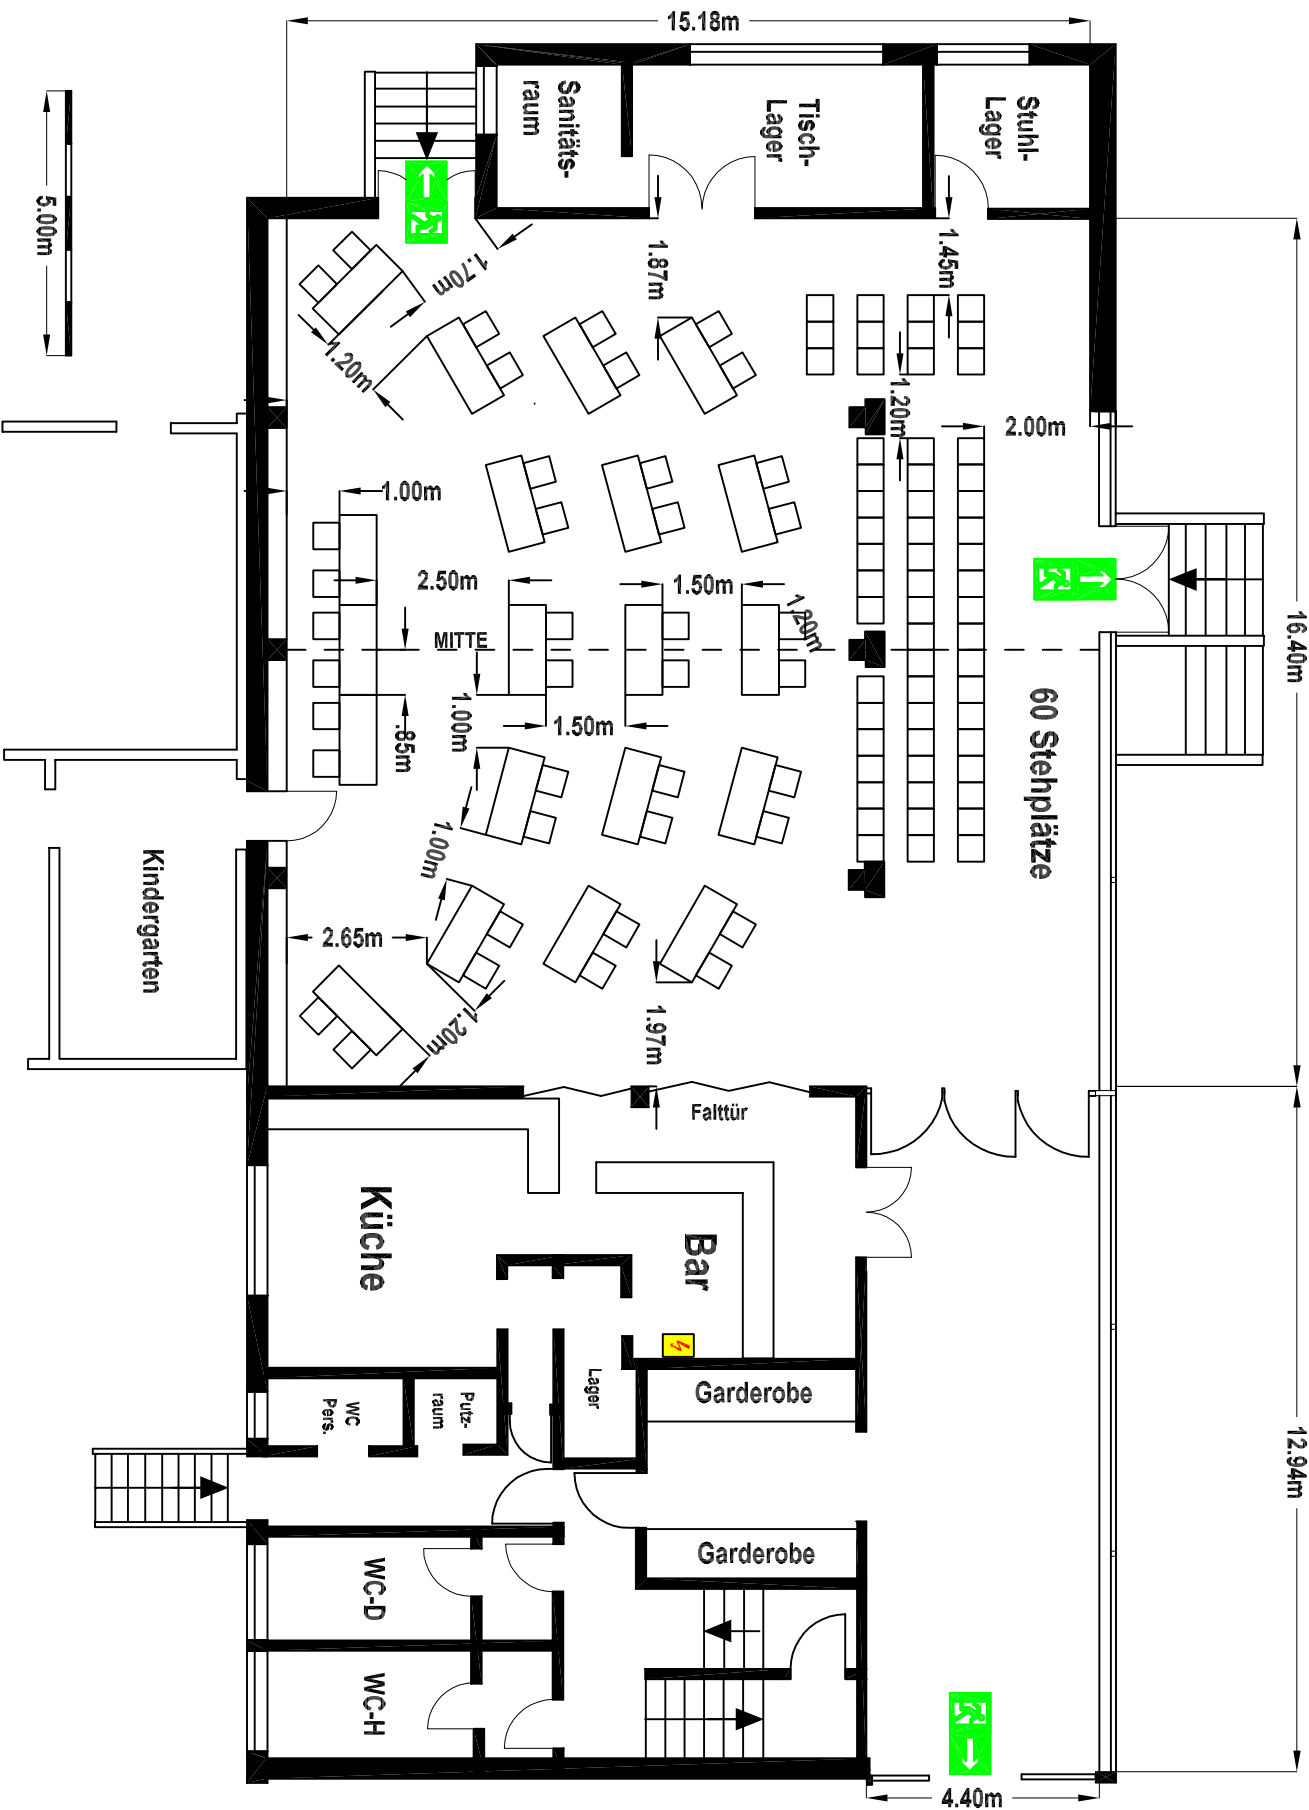 15.18m
Sanitäts-
raum
Tisch-
Lager
Stuhl-
Lager
5.00m
1.70m
1.87m
1.45m
16.40m
1.20m
1.20m
2.00m
1.00m
2.50m
1.50m
1.20m
MITTE
1.00m
1.50m
.85m
60 Stehplätze
1.00m
Kindergarten
2.65m
1.20m
1.97m
Falttür
Küche
Bar
Lager
Garderobe
WC
Pers.
Putz-
raum
12.94m
Garderobe
WC-D
WC-H
4.40m